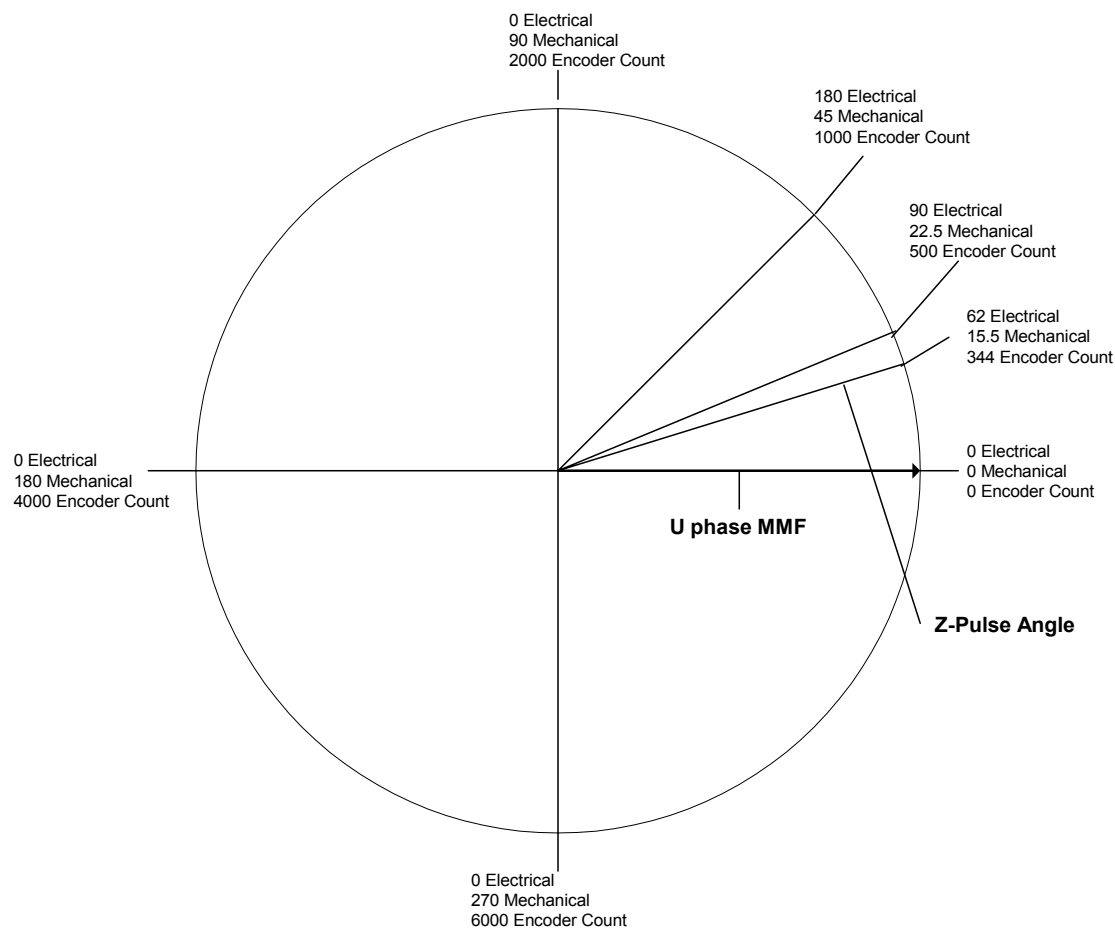 0 Electrical
90 Mechanical
2000 Encoder Count
180 Electrical
45 Mechanical
1000 Encoder Count
90 Electrical
22.5 Mechanical
500 Encoder Count
62 Electrical
15.5 Mechanical
344 Encoder Count
0 Electrical
180 Mechanical
4000 Encoder Count
0 Electrical
0 Mechanical
0 Encoder Count
U phase MMF
Z-Pulse Angle
0 Electrical
270 Mechanical
6000 Encoder Count